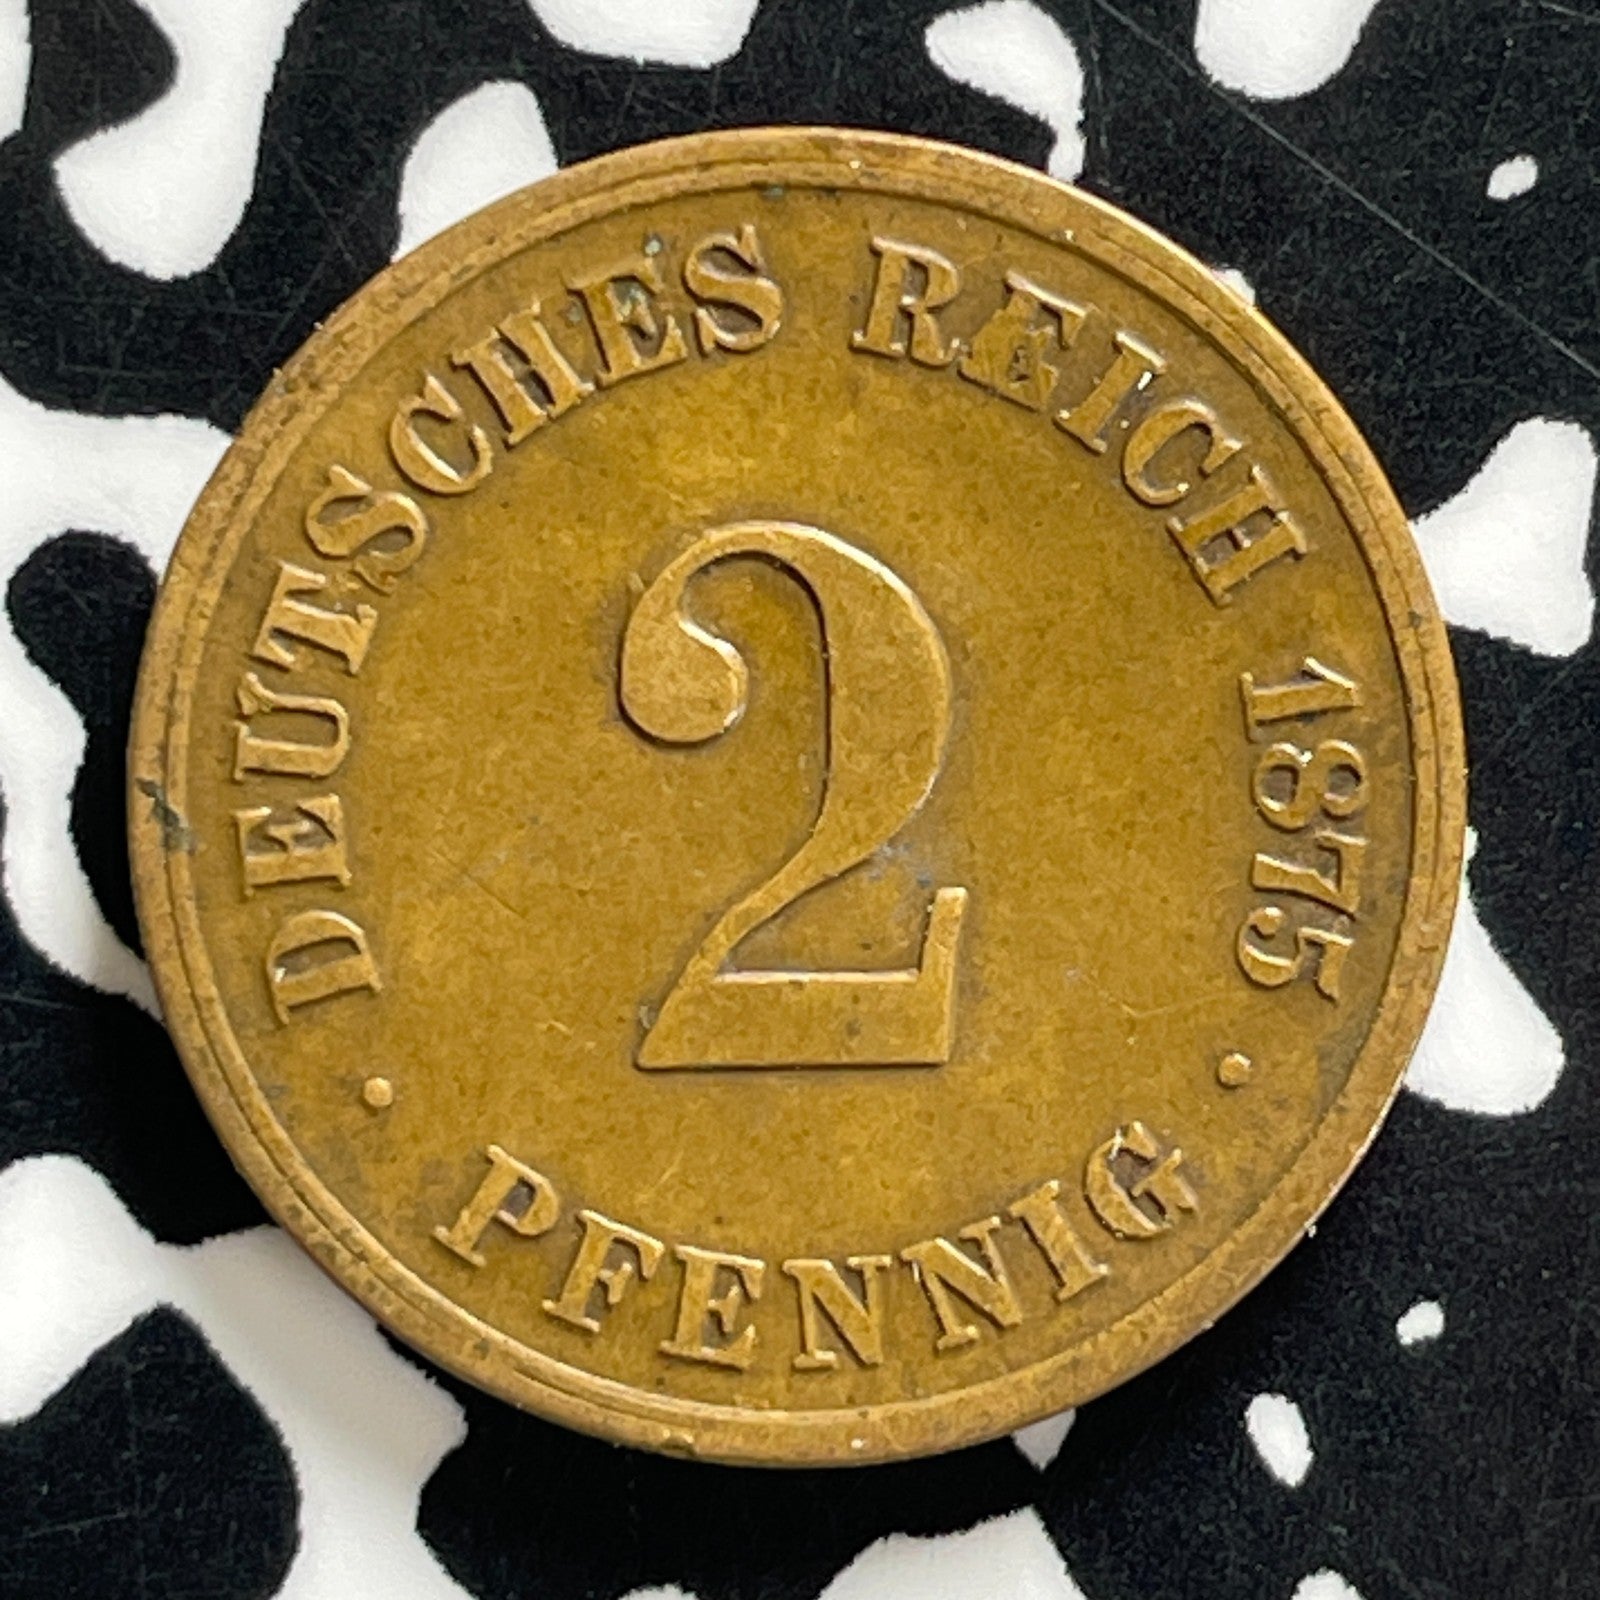 DEUTSCHES REICH 1875
2
· PFENNIG ·